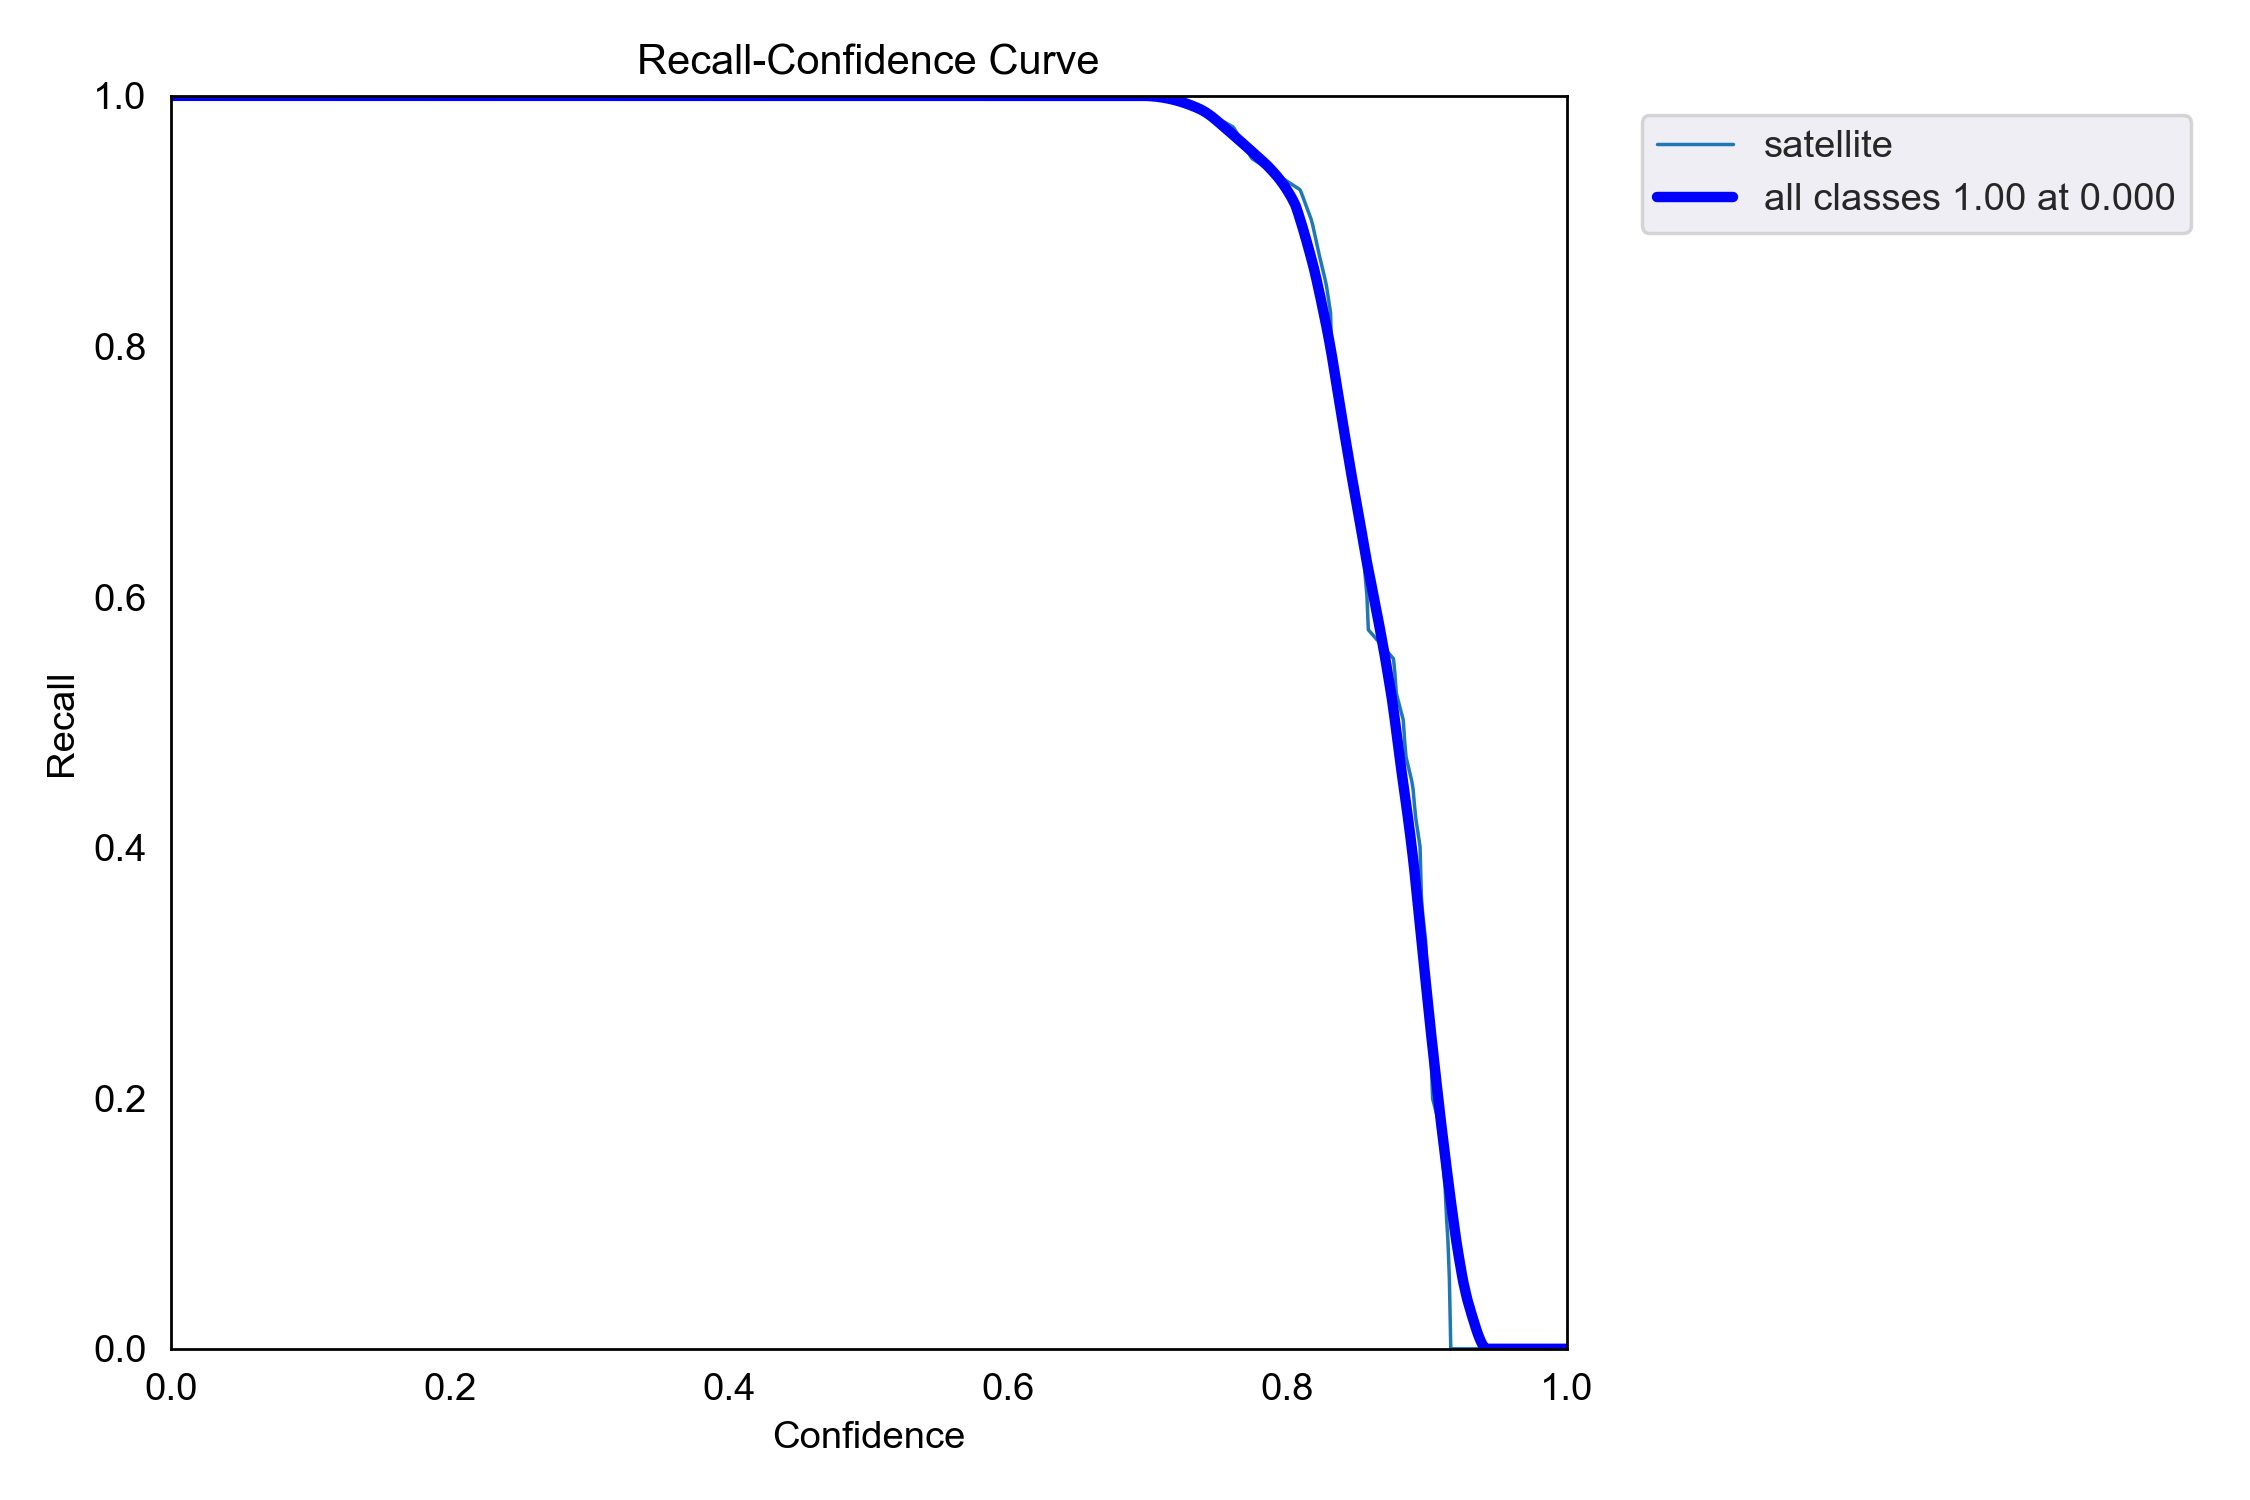 Recall-Confidence Curve
1.0
0.8
0.6
0.4
0.2
0.0
Recall
0.0 0.2 0.4 0.6 0.8 1.0
Confidence
satellite
all classes 1.00 at 0.000